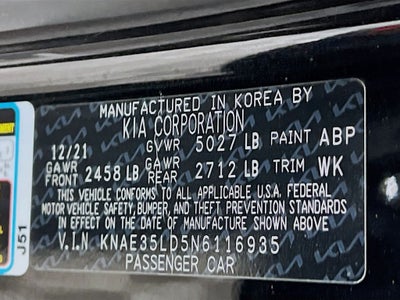 MANUFACTURED IN KOREA BY
KIA CORPORATION
12/21 GVWR 5027 LB PAINT ABP
GAWR FRONT 2458 LB GAWR REAR 2712 LB TRIM WK
THIS VEHICLE CONFORMS TO ALL APPLICABLE U.S.A. FEDERAL
MOTOR VEHICLE SAFETY, BUMPER, AND THEFT PREVENTION STANDARDS
IN EFFECT ON THE DATE OF MANUFACTURE SHOWN ABOVE
V.I.N KNAE35LD5N6116935
PASSENGER CAR
J51